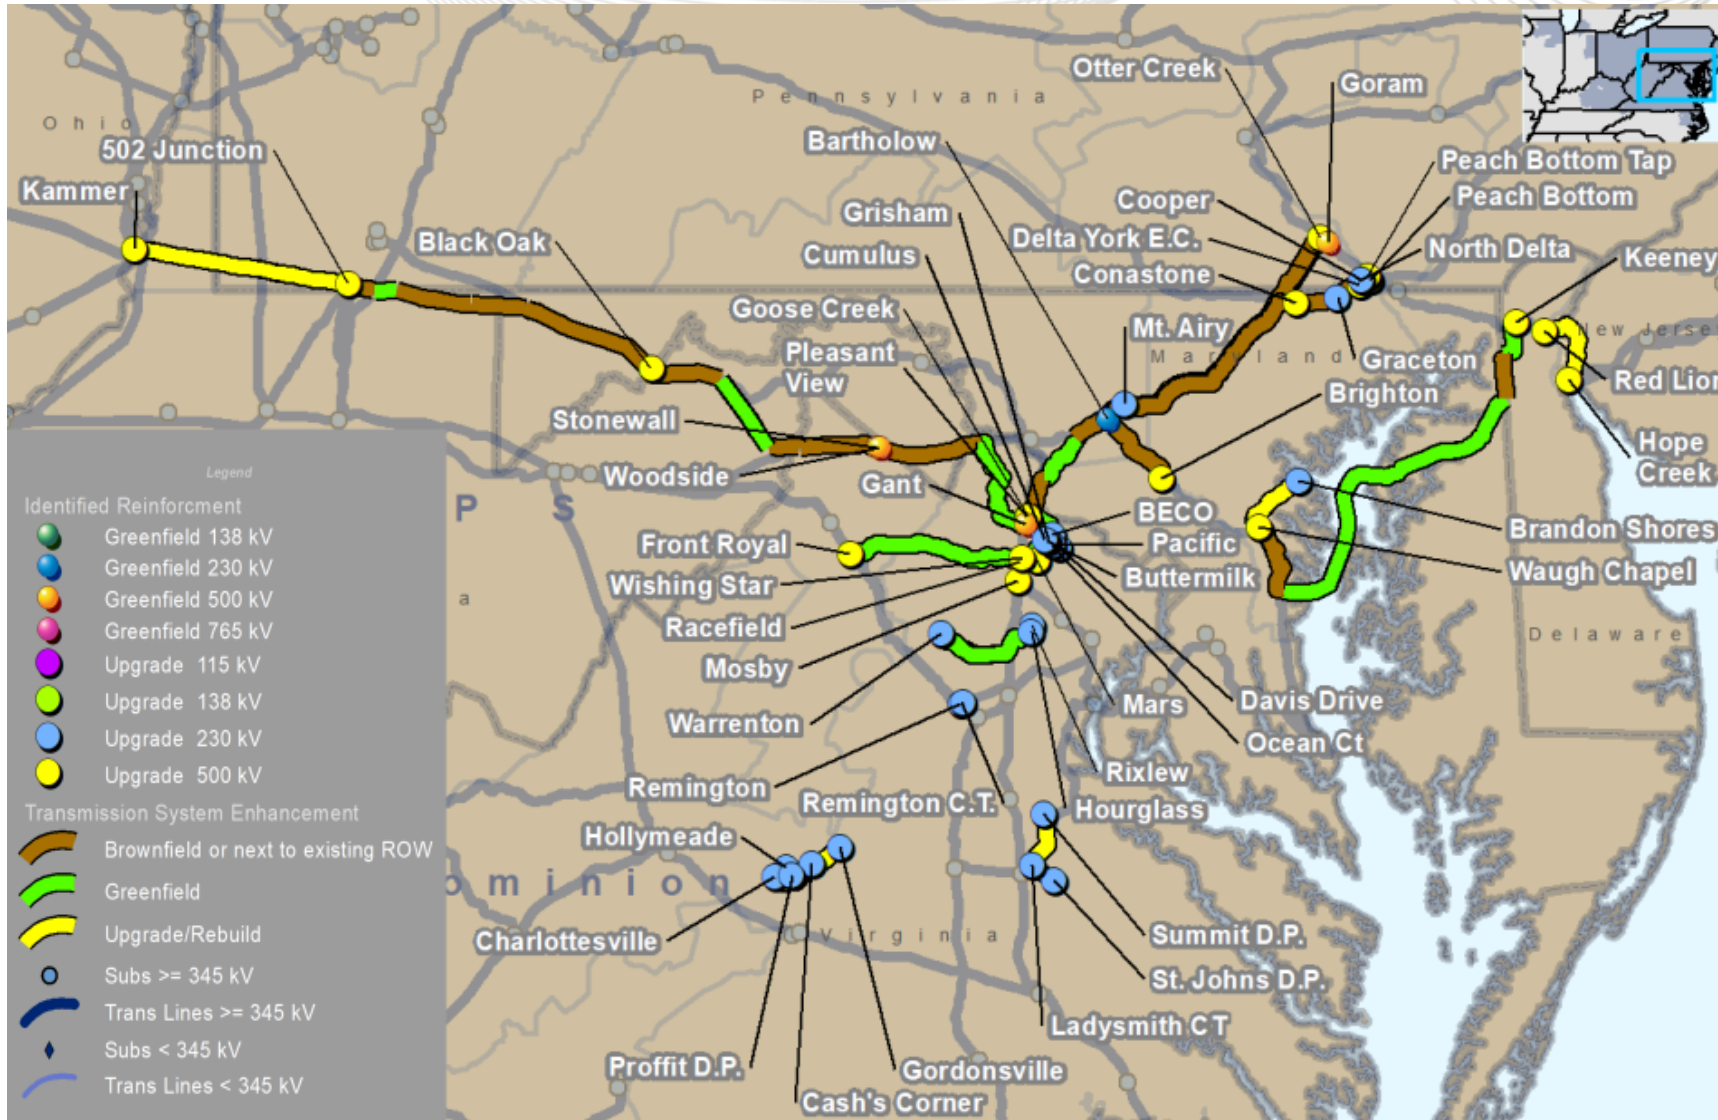 Otter Creek
Goram
Pennsylvania
Ohio
Bartholow
502 Junction
Peach Bottom Tap
Kammer
Peach Bottom
Cooper
Grisham
Delta York E.C.
Black Oak
North Delta
Cumulus
Keeney
Conastone
Goose Creek
Mt. Airy
New Jerse
Pleasant
View
Maryland
Graceton
Red Lion
Brighton
Stonewall
Hope
Creek
Woodside
Legend
Gant
Identified Reinforcment
P S
BECO
Brandon Shores
Greenfield 138 kV
Front Royal
Pacific
Greenfield 230 kV
Wishing Star
Buttermilk
Waugh Chapel
Greenfield 500 kV
a
Racefield
Greenfield 765 kV
Delaware
Upgrade 115 kV
Mosby
Upgrade 138 kV
Mars
Davis Drive
Warrenton
Upgrade 230 kV
Ocean Ct
Upgrade 500 kV
Rixlew
Remington
Remington C.T.
Hourglass
Transmission System Enhancement
Hollymeade
Brownfield or next to existing ROW
Greenfield
ominion
Upgrade/Rebuild
Charlottesville
Virginia
Summit D.P.
Subs >= 345 kV
St. Johns D.P.
Trans Lines >= 345 kV
Ladysmith CT
Subs < 345 kV
Proffit D.P.
Gordonsville
Trans Lines < 345 kV
Cash's Corner